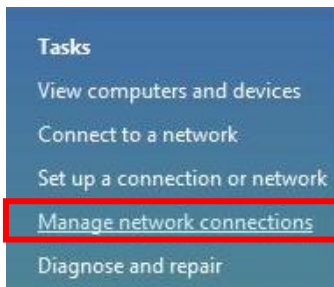 Tasks
View computers and devices
Connect to a network
Set up a connection or network
Manage network connections
Diagnose and repair